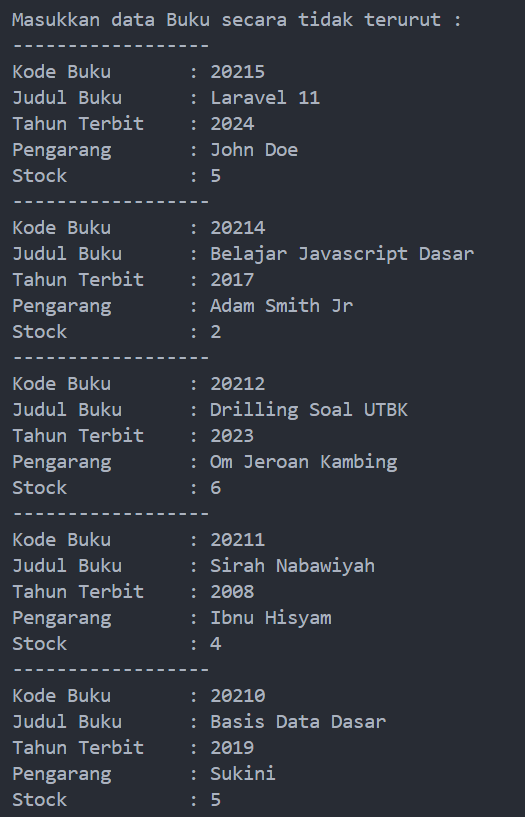 Masukkan data Buku secara tidak terurut :
------------------
Kode Buku       : 20215
Judul Buku      : Laravel 11
Tahun Terbit    : 2024
Pengarang       : John Doe
Stock           : 5
------------------
Kode Buku       : 20214
Judul Buku      : Belajar Javascript Dasar
Tahun Terbit    : 2017
Pengarang       : Adam Smith Jr
Stock           : 2
------------------
Kode Buku       : 20212
Judul Buku      : Drilling Soal UTBK
Tahun Terbit    : 2023
Pengarang       : Om Jeroan Kambing
Stock           : 6
------------------
Kode Buku       : 20211
Judul Buku      : Sirah Nabawiyah
Tahun Terbit    : 2008
Pengarang       : Ibnu Hisyam
Stock           : 4
------------------
Kode Buku       : 20210
Judul Buku      : Basis Data Dasar
Tahun Terbit    : 2019
Pengarang       : Sukini
Stock           : 5